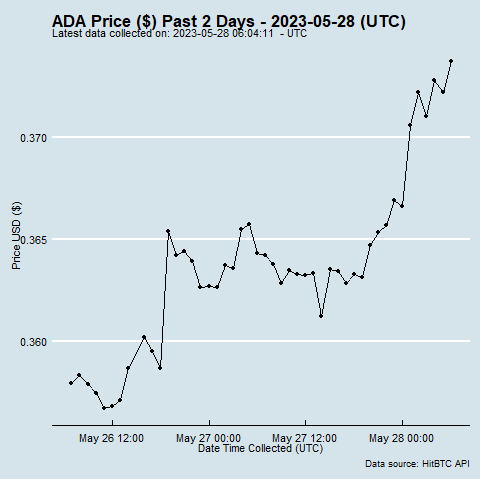 ADA Price ($) Past 2 Days - 2023-05-28 (UTC)
Latest data collected on: 2023-05-28 06:04:11  - UTC
0.370
0.365
0.360
Price USD ($)
May 26 12:00
May 27 00:00
May 27 12:00
May 28 00:00
Date Time Collected (UTC)
Data source: HitBTC API